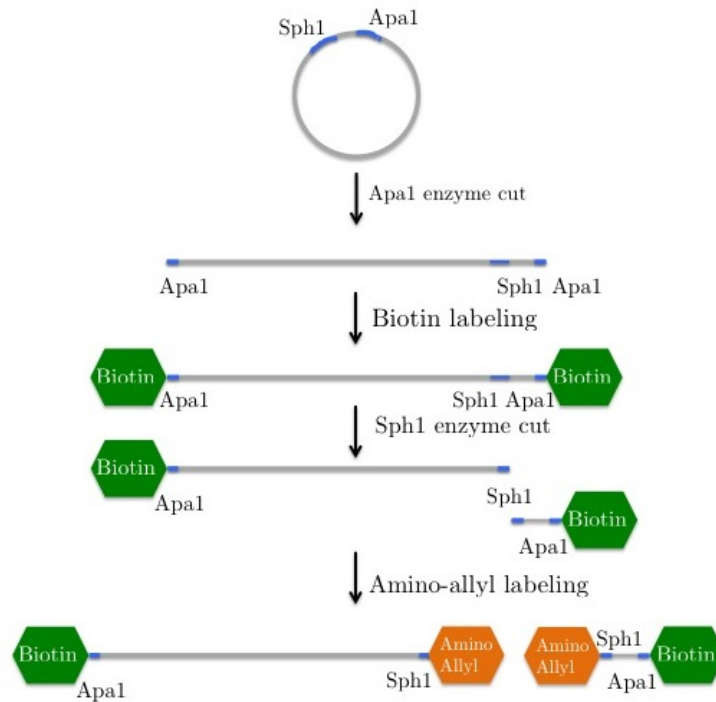 Sph1 Apa1
Apa1 enzyme cut
Apa1 Sph1 Apa1
Biotin labeling
Biotin Biotin
Apa1 Sph1 Apa1
Sph1 enzyme cut
Biotin
Apa1 Sph1
Biotin
Apa1
Amino-allyl labeling
Biotin Amino Allyl Amino Allyl Sph1 Biotin
Apa1 Sph1 Apa1